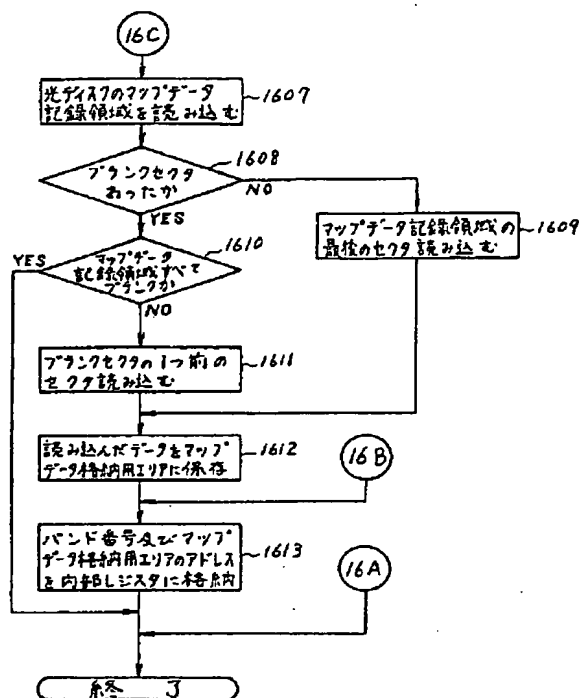 16C
光ディスクのマップデータ
記録領域を読み込む
1607
1608
ブランクセクタ
あったか
NO
YES
マップデータ記録領域の
最後のセクタ読み込む
1609
1610
YES
マップデータ
記録領域すべて
ブランクか
NO
ブランクセクタの1つ前の
セクタ読み込む
1611
読み込んだデータをマップ
データ格納用エリアに保存
1612
16B
バンド番号及びマップ
データ格納用エリアのアドレス
を内部レジスタに格納
1613
16A
終 了